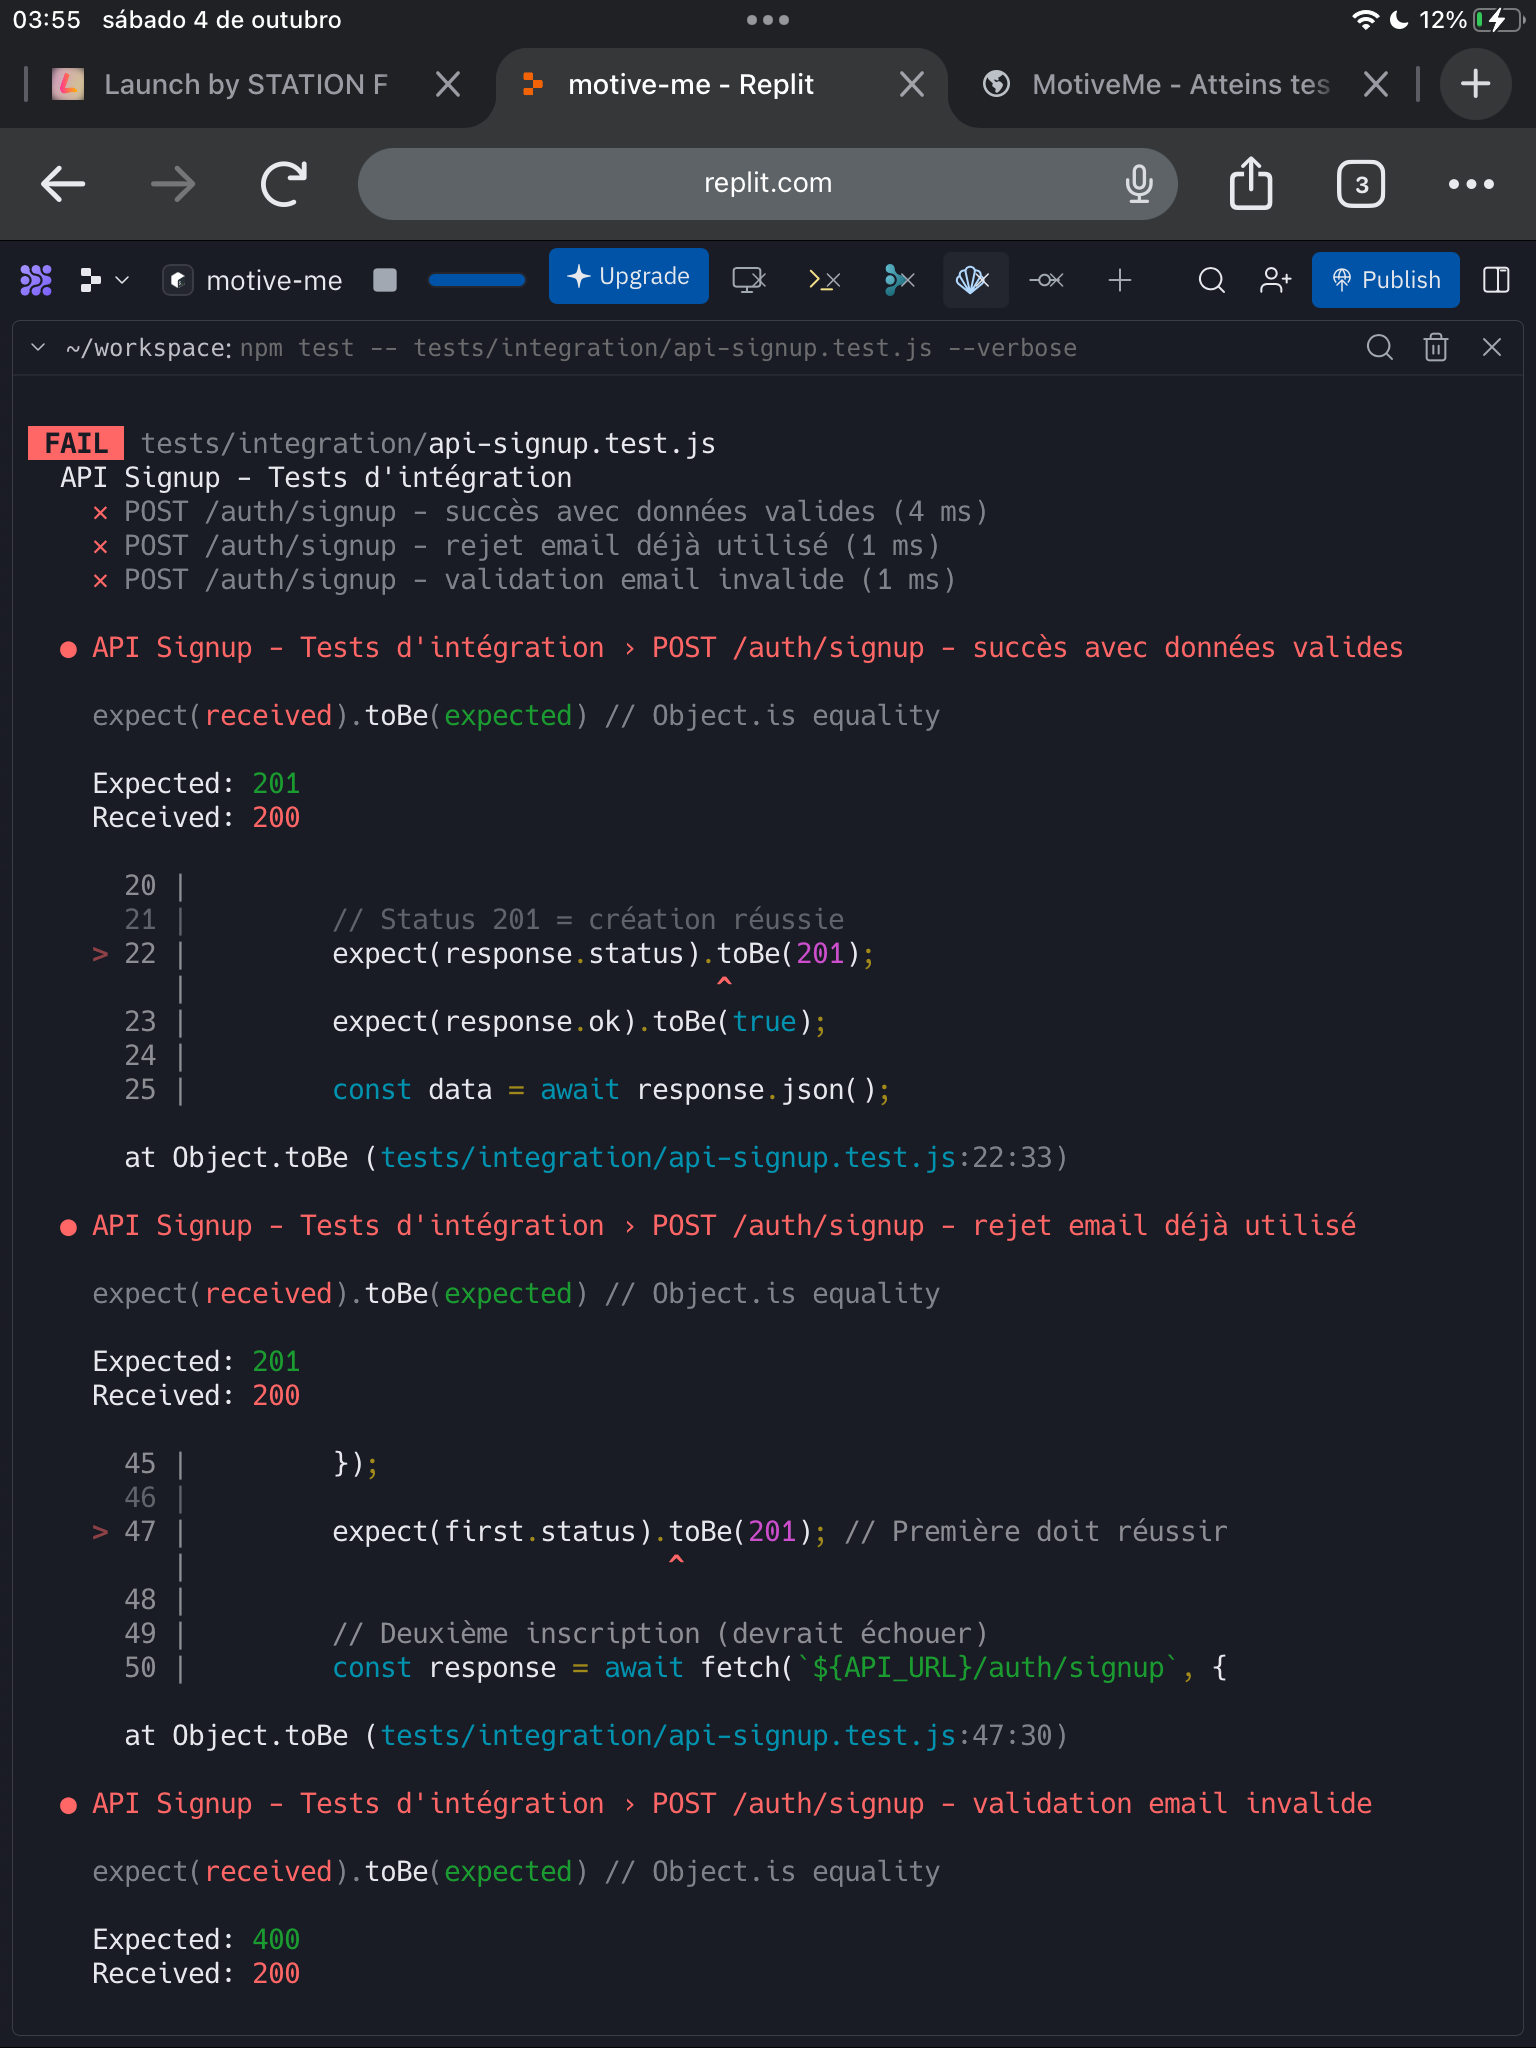 03:55 sábado 4 de outubro
12%
Launch by STATION F
motive-me - Replit
MotiveMe - Atteins tes
replit.com
3
motive-me
Upgrade
Publish
~/workspace: npm test -- tests/integration/api-signup.test.js --verbose
FAIL tests/integration/api-signup.test.js
API Signup - Tests d'intégration
× POST /auth/signup - succès avec données valides (4 ms)
× POST /auth/signup - rejet email déjà utilisé (1 ms)
× POST /auth/signup - validation email invalide (1 ms)
● API Signup - Tests d'intégration › POST /auth/signup - succès avec données valides
expect(received).toBe(expected) // Object.is equality
Expected: 201
Received: 200
20 |
21 | // Status 201 = création réussie
> 22 | expect(response.status).toBe(201);
| ^
23 | expect(response.ok).toBe(true);
24 |
25 | const data = await response.json();
at Object.toBe (tests/integration/api-signup.test.js:22:33)
● API Signup - Tests d'intégration › POST /auth/signup - rejet email déjà utilisé
expect(received).toBe(expected) // Object.is equality
Expected: 201
Received: 200
45 | });
46 |
> 47 | expect(first.status).toBe(201); // Première doit réussir
| ^
48 |
49 | // Deuxième inscription (devrait échouer)
50 | const response = await fetch(`${API_URL}/auth/signup`, {
at Object.toBe (tests/integration/api-signup.test.js:47:30)
● API Signup - Tests d'intégration › POST /auth/signup - validation email invalide
expect(received).toBe(expected) // Object.is equality
Expected: 400
Received: 200